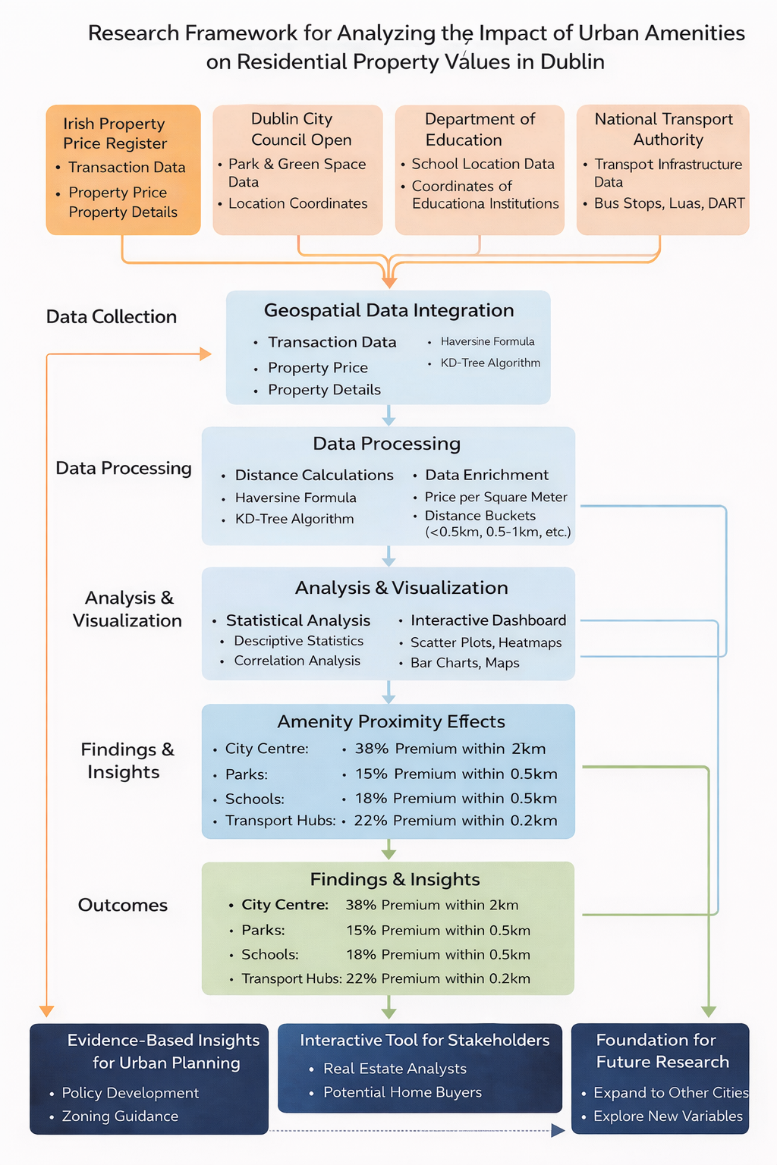 Research Framework for Analyzing the Impact of Urban Amenities
on Residential Property Values in Dublin
Irish Property
Price Register
• Transaction Data
• Property Price
Property Details
Dublin City
Council Open
• Park & Green Space
Data
• Location Coordinates
Department of
Education
• School Location Data
• Coordinates of
Educationa Institutions
National Transport
Authority
• Transpot Infrastructure
Data
• Bus Stops, Luas, DART
Data Collection
Geospatial Data Integration
• Transaction Data
• Property Price
• Property Details
• Haversine Formula
• KD-Tree Algorithm
Data Processing
Data Processing
• Distance Calculations
• Haversine Formula
• KD-Tree Algorithm
• Data Enrichment
• Price per Square Meter
• Distance Buckets
(<0.5km, 0.5-1km, etc.)
Analysis &
Visualization
Analysis & Visualization
• Statistical Analysis
• Descriptive Statistics
• Correlation Analysis
• Interactive Dashboard
• Scatter Plots, Heatmaps
• Bar Charts, Maps
Findings &
Insights
Amenity Proximity Effects
• City Centre: • 38% Premium within 2km
• Parks: • 15% Premium within 0.5km
• Schools: • 18% Premium within 0.5km
• Transport Hubs: • 22% Premium within 0.2km
Outcomes
Findings & Insights
• City Centre: 38% Premium within 2km
• Parks: 15% Premium within 0.5km
• Schools: 18% Premium within 0.5km
• Transport Hubs: 22% Premium within 0.2km
Evidence-Based Insights
for Urban Planning
• Policy Development
• Zoning Guidance
Interactive Tool for Stakeholders
• Real Estate Analysts
• Potential Home Buyers
Foundation for
Future Research
• Expand to Other Cities
• Explore New Variables